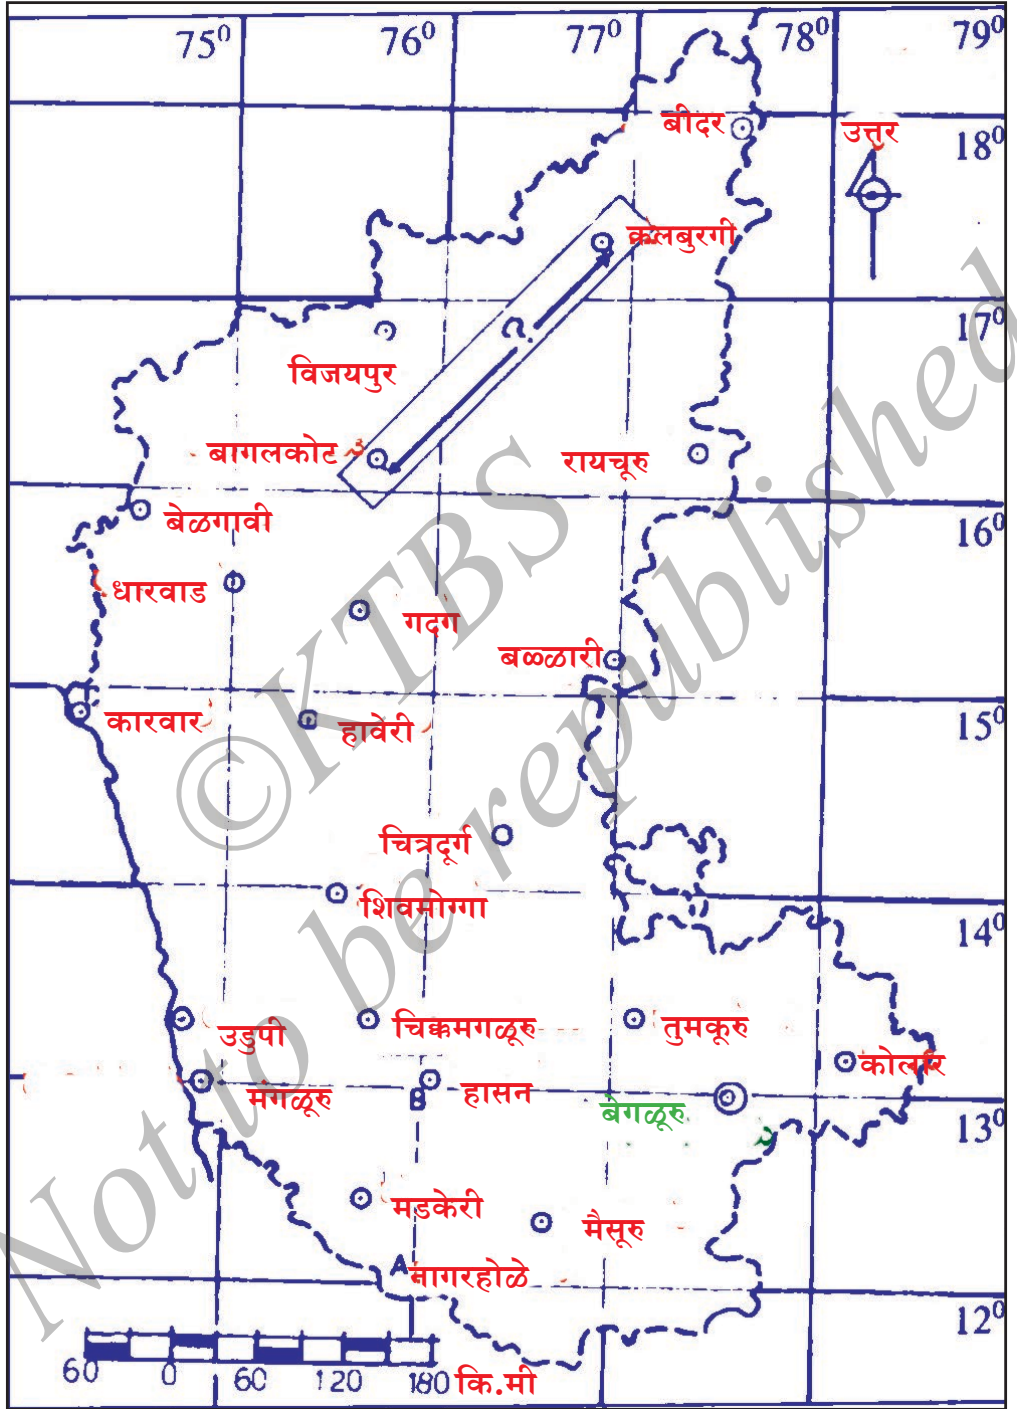 75⁰ 76⁰ 77⁰ 78⁰ 79⁰
बीदर
उत्तुर
18⁰
कलबुरगी
17⁰
?
विजयपुर
बागलकोट
रायचूरु
16⁰
बेळगावी
धारवाड
गदग
बळ्ळारी
कारवार
हावेरी
15⁰
चित्रदूर्ग
शिवमोग्गा
14⁰
उडुपी
चिक्कमगळूरु
तुमकूरु
कोलार
मंगळूरु
B
हासन
बेंगळूरु
13⁰
मडकेरी
मैसूरु
A
नागरहोळे
12⁰
60 0 60 120 180 कि.मी
©KTBS
Not to be republished